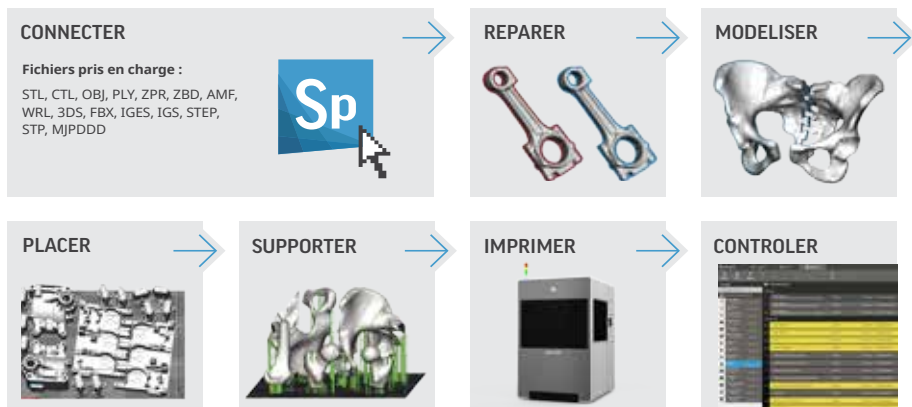 CONNECTER
Fichiers pris en charge :
STL, CTL, OBJ, PLY, ZPR, ZBD, AMF,
WRL, 3DS, FBX, IGES, IGS, STEP,
STP, MJPDDD
Sp
REPARER
MODELISER
PLACER
SUPPORTER
IMPRIMER
CONTROLER